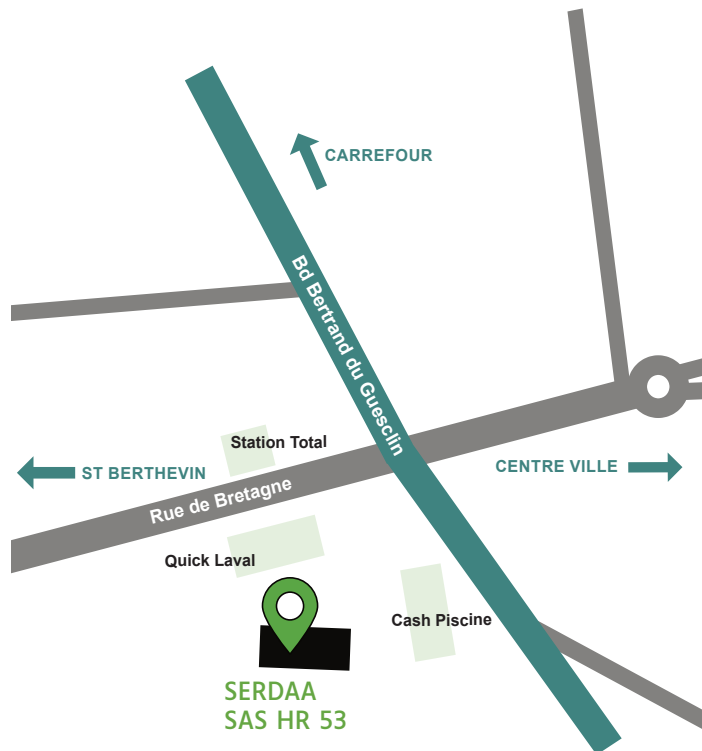 CARREFOUR
Bd Bertrand du Guesclin
Station Total
ST BERTHEVIN
CENTRE VILLE
Rue de Bretagne
Quick Laval
Cash Piscine
SERDAA
SAS HR 53